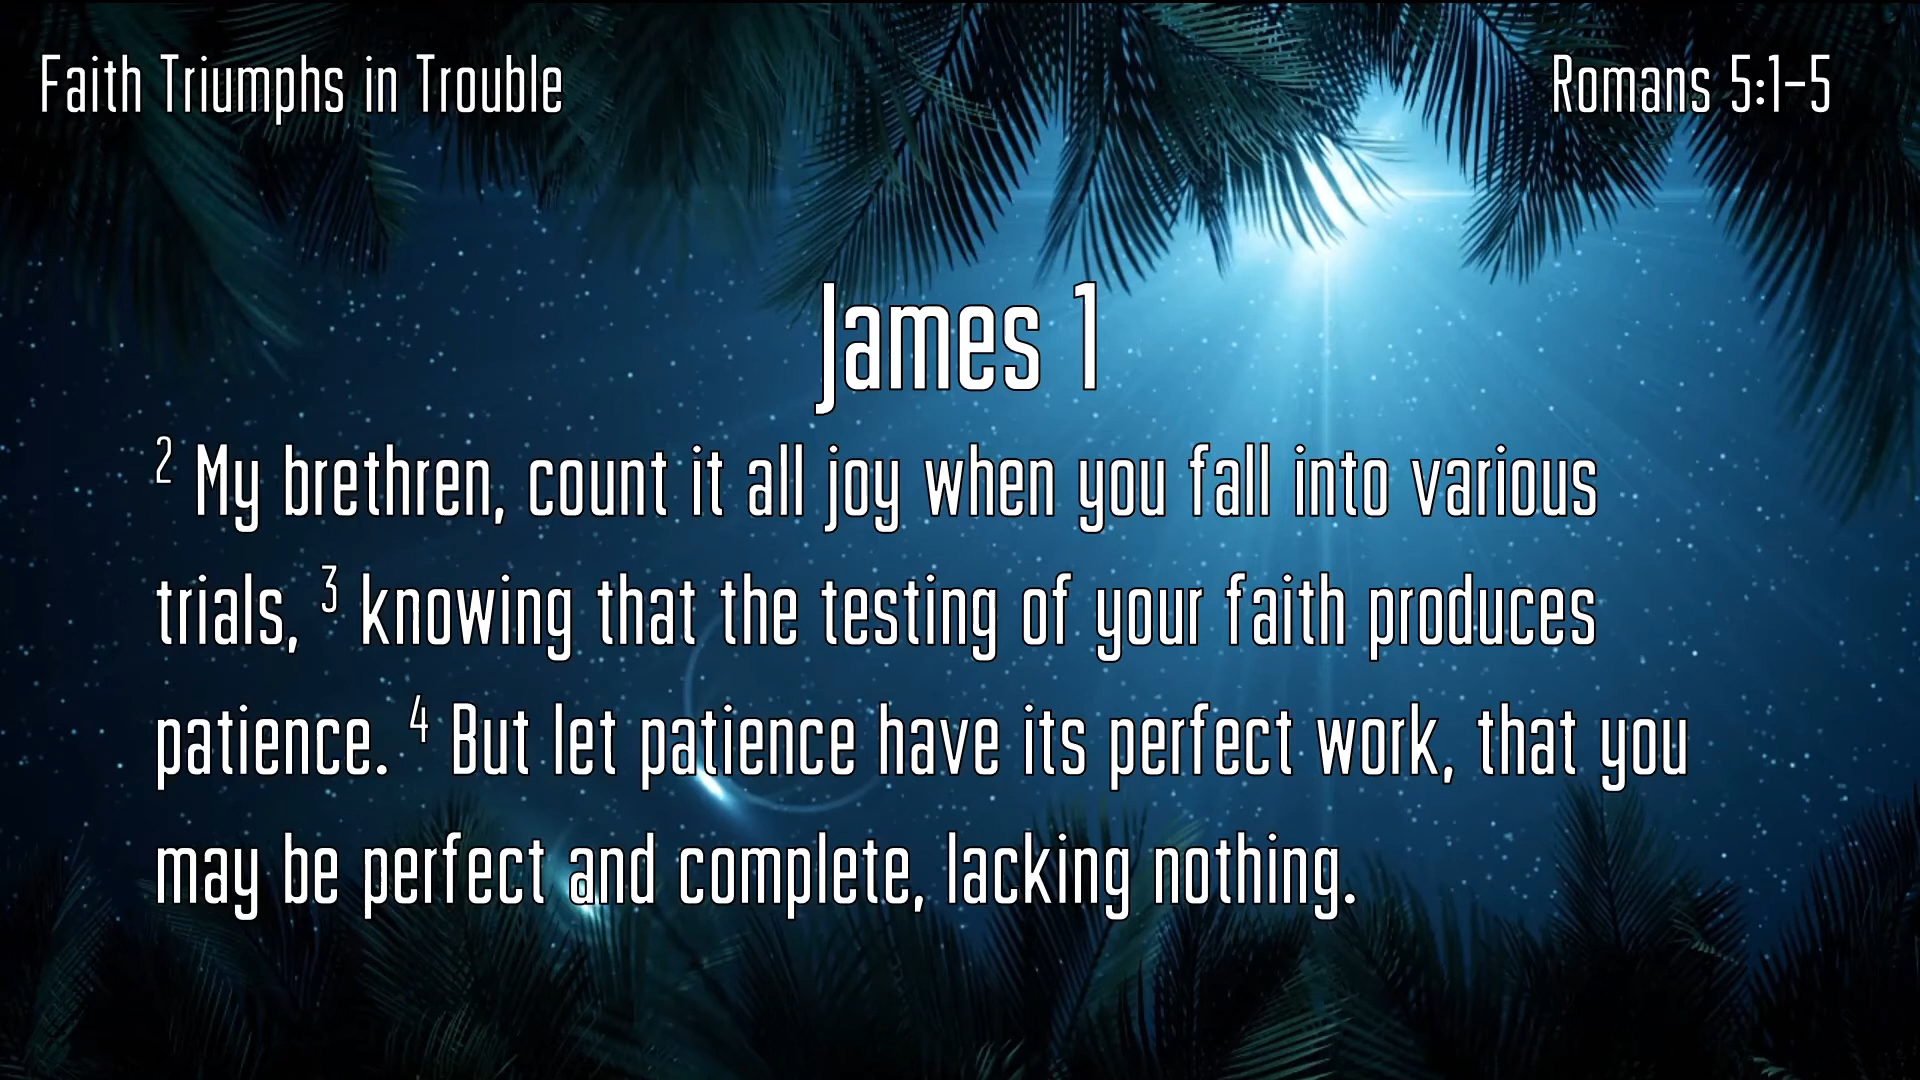 Faith Triumphs in Trouble
Romans 5:1-5
James 1
2 My brethren, count it all joy when you fall into various
trials, 3 knowing that the testing of your faith produces
patience. 4 But let patience have its perfect work, that you
may be perfect and complete, lacking nothing.